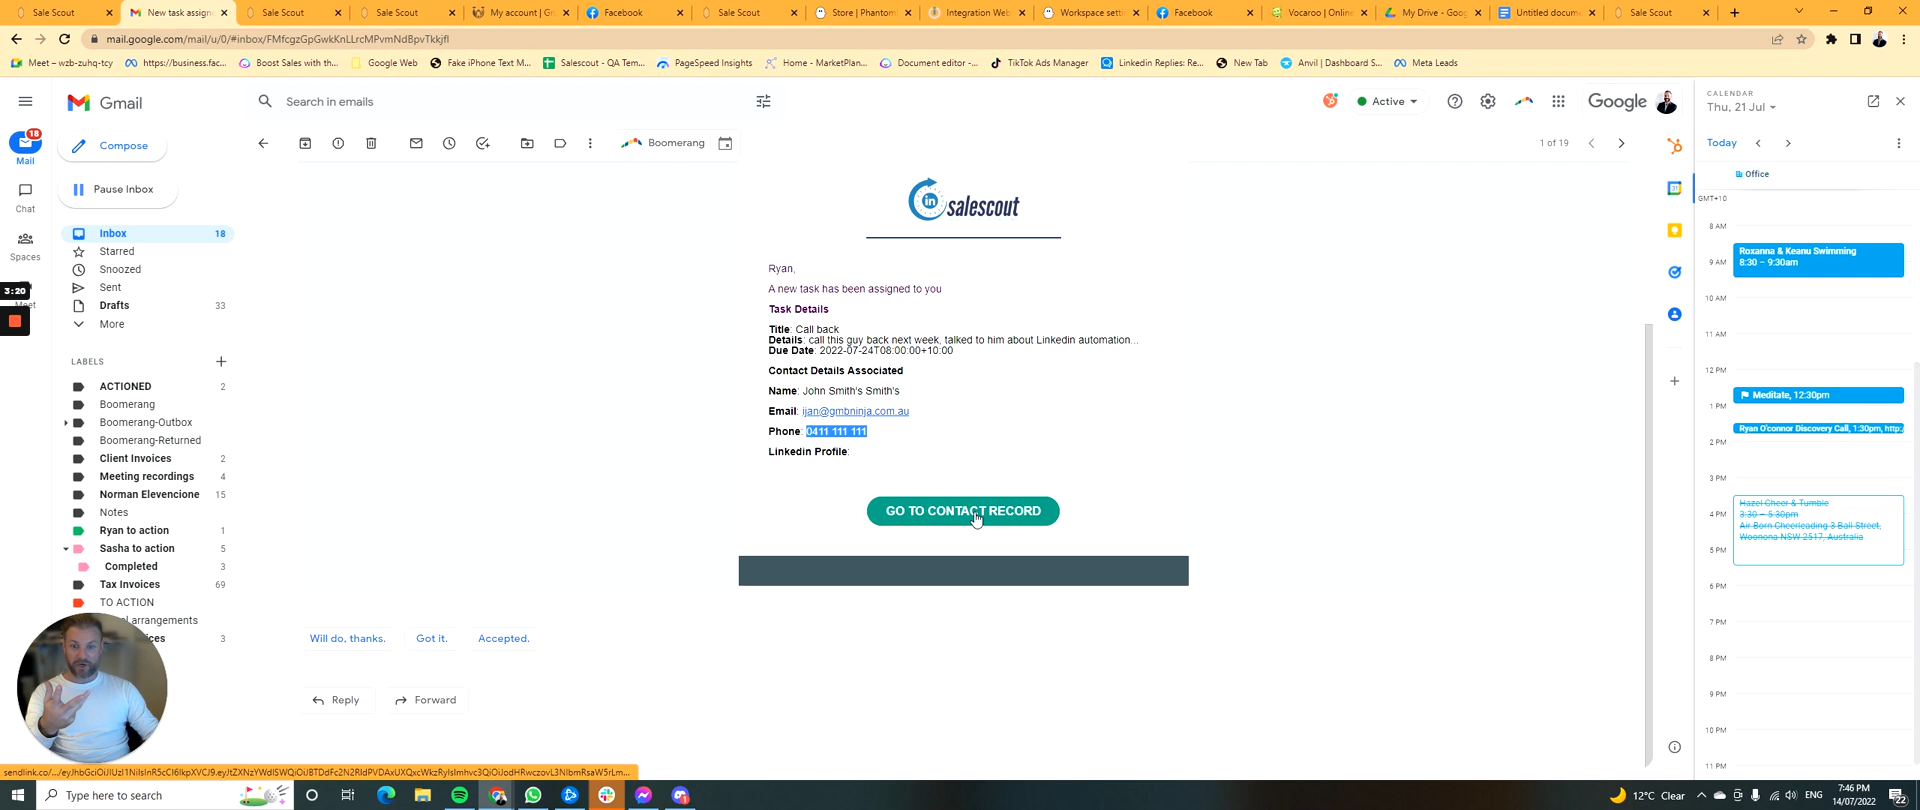 Sale Scout
New task assign
Sale Scout
Sale Scout
My account | Gr
Facebook
Sale Scout
Store | Phantom
Integration Web
Workspace setti
Facebook
Vocaroo | Online
My Drive - Goog
Untitled docum
Sale Scout
mail.google.com/mail/u/0/#inbox/FMfcgzGpGwkKnLLrcMPvmNdBpvTkkjfl
Meet – wzb-zuhq-tcy
https://business.fac...
Boost Sales with th...
Google Web
Fake iPhone Text M...
Salescout - QA Tem...
PageSpeed Insights
Home - MarketPlan...
Document editor -...
TikTok Ads Manager
Linkedin Replies: Re...
New Tab
Anvil | Dashboard S...
Meta Leads
Gmail
Search in emails
Active
Google
CALENDAR
Thu, 21 Jul
18
Mail
Compose
Boomerang
1 of 19
Today
Pause Inbox
Office
Chat
Spaces
3:20
Meet
Inbox 18
Starred
Snoozed
Sent
Drafts 33
More
LABELS
ACTIONED 2
Boomerang
Boomerang-Outbox
Boomerang-Returned
Client Invoices 2
Meeting recordings 4
Norman Elevencione 15
Notes
Ryan to action 1
Sasha to action 5
Completed 3
Tax Invoices 69
TO ACTION
arrangements
ices 3
in salescout
Ryan,
A new task has been assigned to you
Task Details
Title: Call back
Details: call this guy back next week, talked to him about Linkedin automation...
Due Date: 2022-07-24T08:00:00+10:00
Contact Details Associated
Name: John Smith's Smith's
Email: ijan@gmbninja.com.au
Phone: 0411 111 111
Linkedin Profile:
GO TO CONTACT RECORD
Will do, thanks.
Got it.
Accepted.
Reply
Forward
GMT+10
8 AM
Roxanna & Keanu Swimming
8:30 – 9:30am
9 AM
10 AM
11 AM
12 PM
Meditate, 12:30pm
1 PM
Ryan O'connor Discovery Call, 1:30pm, http:
2 PM
3 PM
Hazel Cheer & Tumble
3:30 – 5:30pm
Air Born Cheerleading 3 Ball Street,
Woonona NSW 2517, Australia
4 PM
5 PM
6 PM
7 PM
8 PM
9 PM
10 PM
11 PM
Type here to search
12°C Clear
ENG
7:46 PM
14/07/2022
22